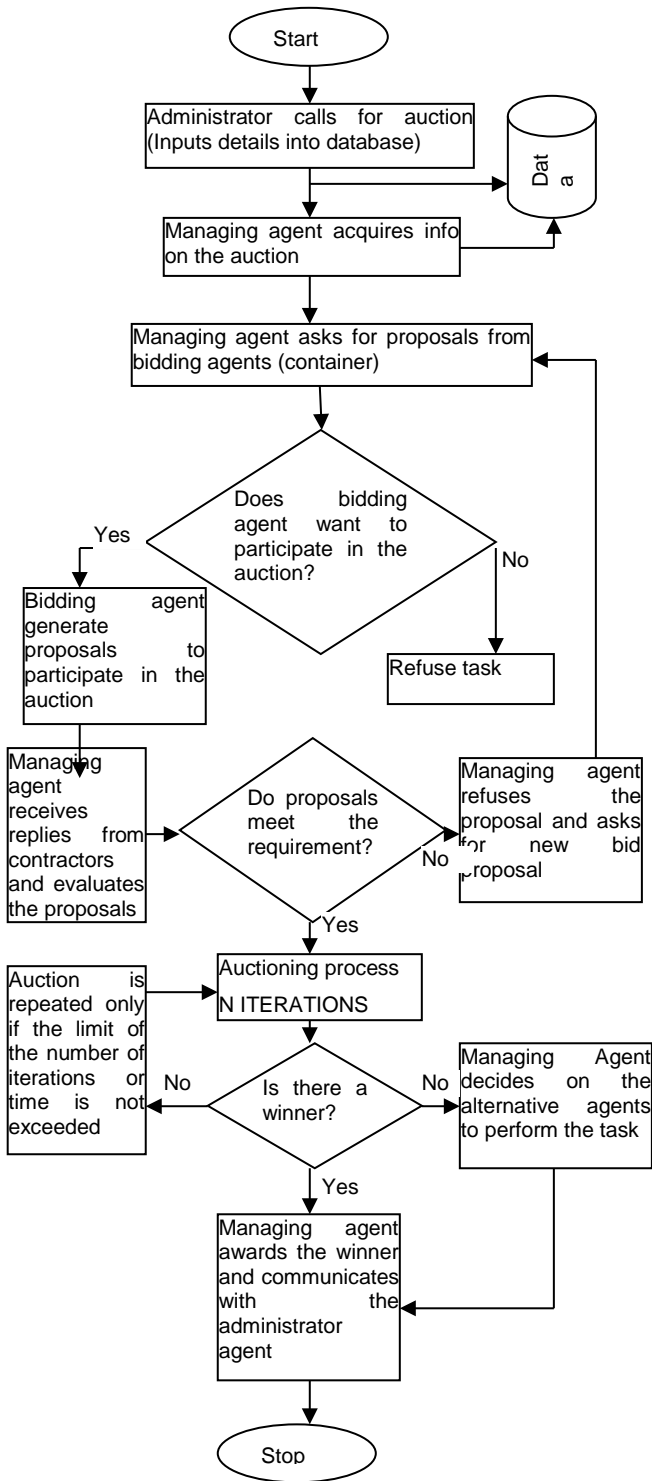 Start
Administrator calls for auction
(Inputs details into database)
Dat
a
Managing agent acquires info
on the auction
Managing agent asks for proposals from
bidding agents (container)
Does bidding
agent want to
participate in the
auction?
Yes
No
Bidding agent
generate
proposals to
participate in the
auction
Refuse task
Managing
agent
receives
replies from
contractors
and evaluates
the proposals
Do proposals
meet the
requirement?
No
Managing agent
refuses the
proposal and asks
for new bid
proposal
Yes
Auctioning process
N ITERATIONS
Auction is
repeated only
if the limit of
the number of
iterations or
time is not
exceeded
No
Is there a
winner?
No
Managing Agent
decides on the
alternative agents
to perform the task
Yes
Managing agent
awards the winner
and communicates
with the
administrator
agent
Stop